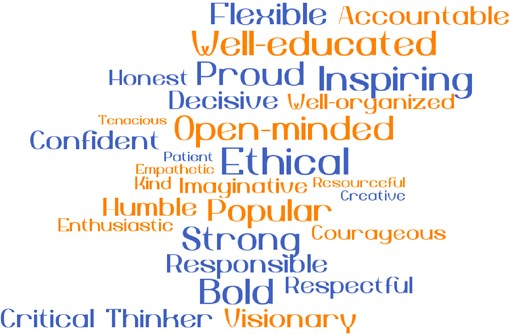 Flexible Accountable
Well-educated
Honest Proud Inspiring
Decisive Well-organized
Tenacious
Confident Open-minded
Patient Ethical
Empathetic
Kind Imaginative Resourceful
Creative
Humble Popular
Enthusiastic
Strong Courageous
Responsible
Bold Respectful
Critical Thinker Visionary